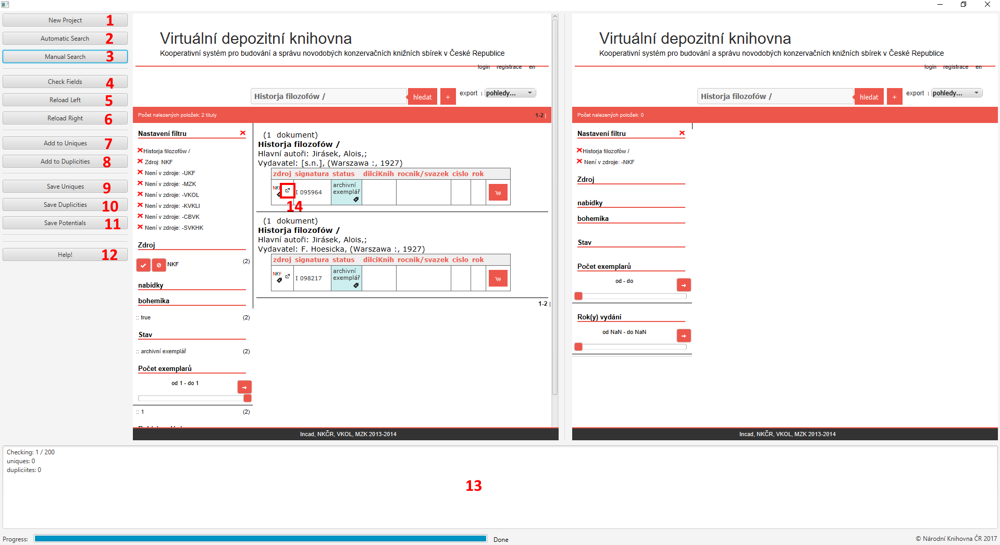 New Project 1
Automatic Search 2
Manual Search 3
Check Fields 4
Reload Left 5
Reload Right 6
Add to Uniques 7
Add to Duplicities 8
Save Uniques 9
Save Duplicities 10
Save Potentials 11
Help! 12
Virtuální depozitní knihovna
Kooperativní systém pro budování a správu novodobých konzervačních knižních sbírek v České Republice
login registrace en
Historja filozofów /
hledat + export | pohledy...
Počet nalezených položek: 2 tituly 1-2 |
Nastavení filtru
Historja filozofów /
Zdroj: NKF
Není v zdroje: -UKF
Není v zdroje: -MZK
Není v zdroje: -VKOL
Není v zdroje: -KVKLI
Není v zdroje: -CBVK
Není v zdroje: -SVKHK
Zdroj
NKF (2)
nabídky
bohemika
:: true (2)
Stav
:: archivní exemplář (2)
Počet exemplarů
od 1 - do 1
:: 1 (2)
(1 dokument)
Historja filozofów /
Hlavní autoři: Jirásek, Alois,;
Vydavatel: [s.n.], (Warszawa :, 1927)
zdroj signatura status dilciKnih rocnik/svazek cislo rok
I 095964 archivní
exemplář
14
(1 dokument)
Historja filozofów /
Hlavní autoři: Jirásek, Alois,;
Vydavatel: F. Hoesicka, (Warszawa :, 1927)
zdroj signatura status dilciKnih rocnik/svazek cislo rok
NKF I 098217 archivní
exemplář
1-2 |
Incad, NKČR, VKOL, MZK 2013-2014
Virtuální depozitní knihovna
Kooperativní systém pro budování a správu novodobých konzervačních knižních sbírek v České Republice
login registrace en
Historja filozofów /
hledat + export | pohledy...
Počet nalezených položek: 0
Nastavení filtru
Historja filozofów /
Není v zdroje: -NKF
Zdroj
nabídky
bohemika
Stav
Počet exemplarů
od - do
Rok(y) vydání
od NaN - do NaN
Incad, NKČR, VKOL, MZK 2013-2014
Checking: 1 / 200
uniques: 0
dupliciites: 0
13
Progress: Done
© Národní Knihovna ČR 2017